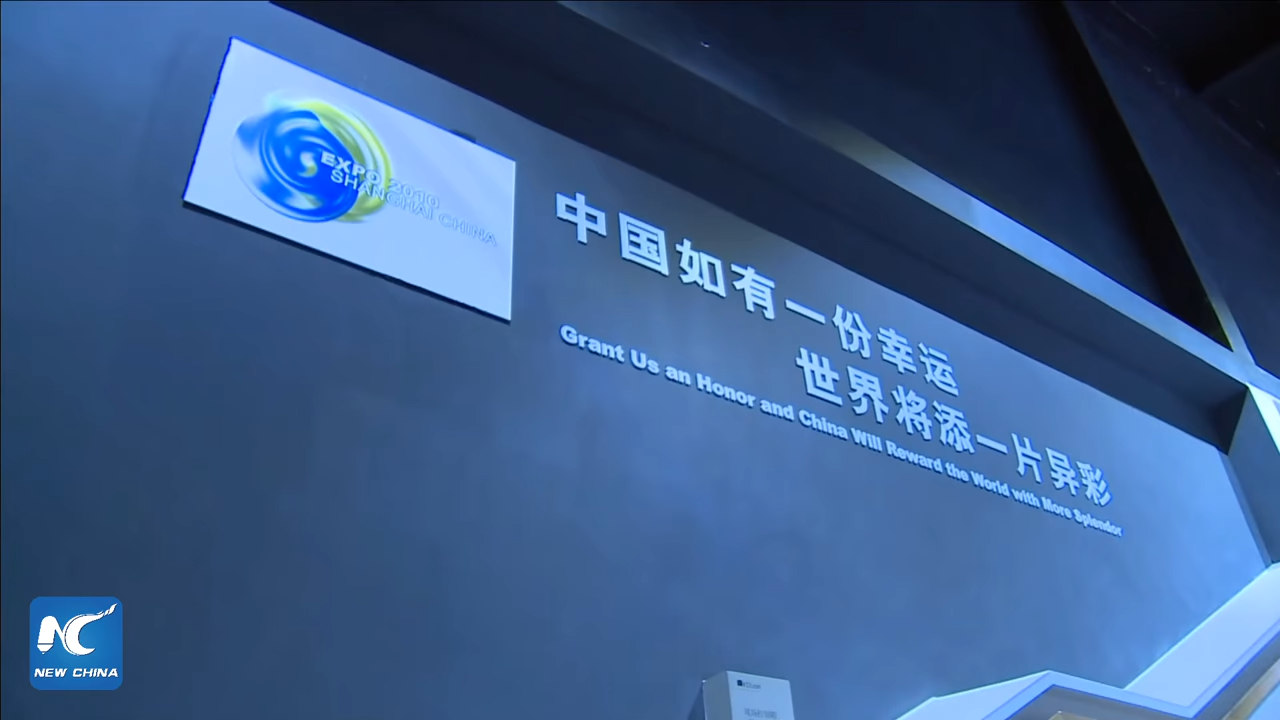 EXPO 2010
SHANGHAI CHINA
中国如有一份幸运
世界将添一片异彩
Grant Us an Honor and China Will Reward the World with More Splendor
NC
NEW CHINA